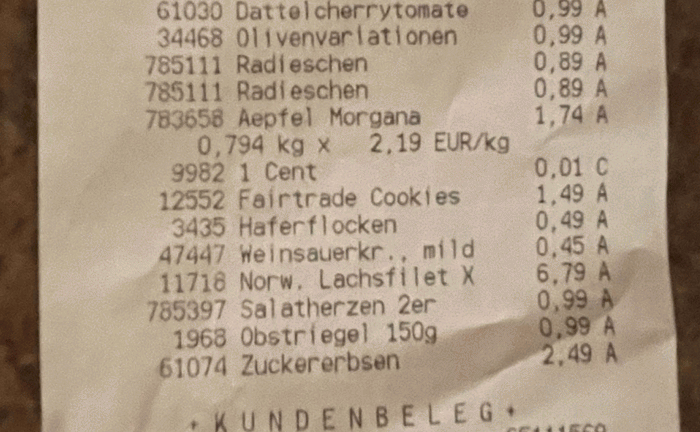 61030 Dattelcherrytomate 0,99 A
34468 Olivenvariationen 0,99 A
785111 Radieschen 0,89 A
785111 Radieschen 0,89 A
783658 Aepfel Morgana 1,74 A
0,794 kg x 2,19 EUR/kg
9982 1 Cent 0,01 C
12552 Fairtrade Cookies 1,49 A
3435 Haferflocken 0,49 A
47447 Weinsauerkr., mild 0,45 A
11718 Norw. Lachsfilet X 6,79 A
785397 Salatherzen 2er 0,99 A
1968 Obstriegel 150g 0,99 A
61074 Zuckererbsen 2,49 A
* K U N D E N B E L E G *